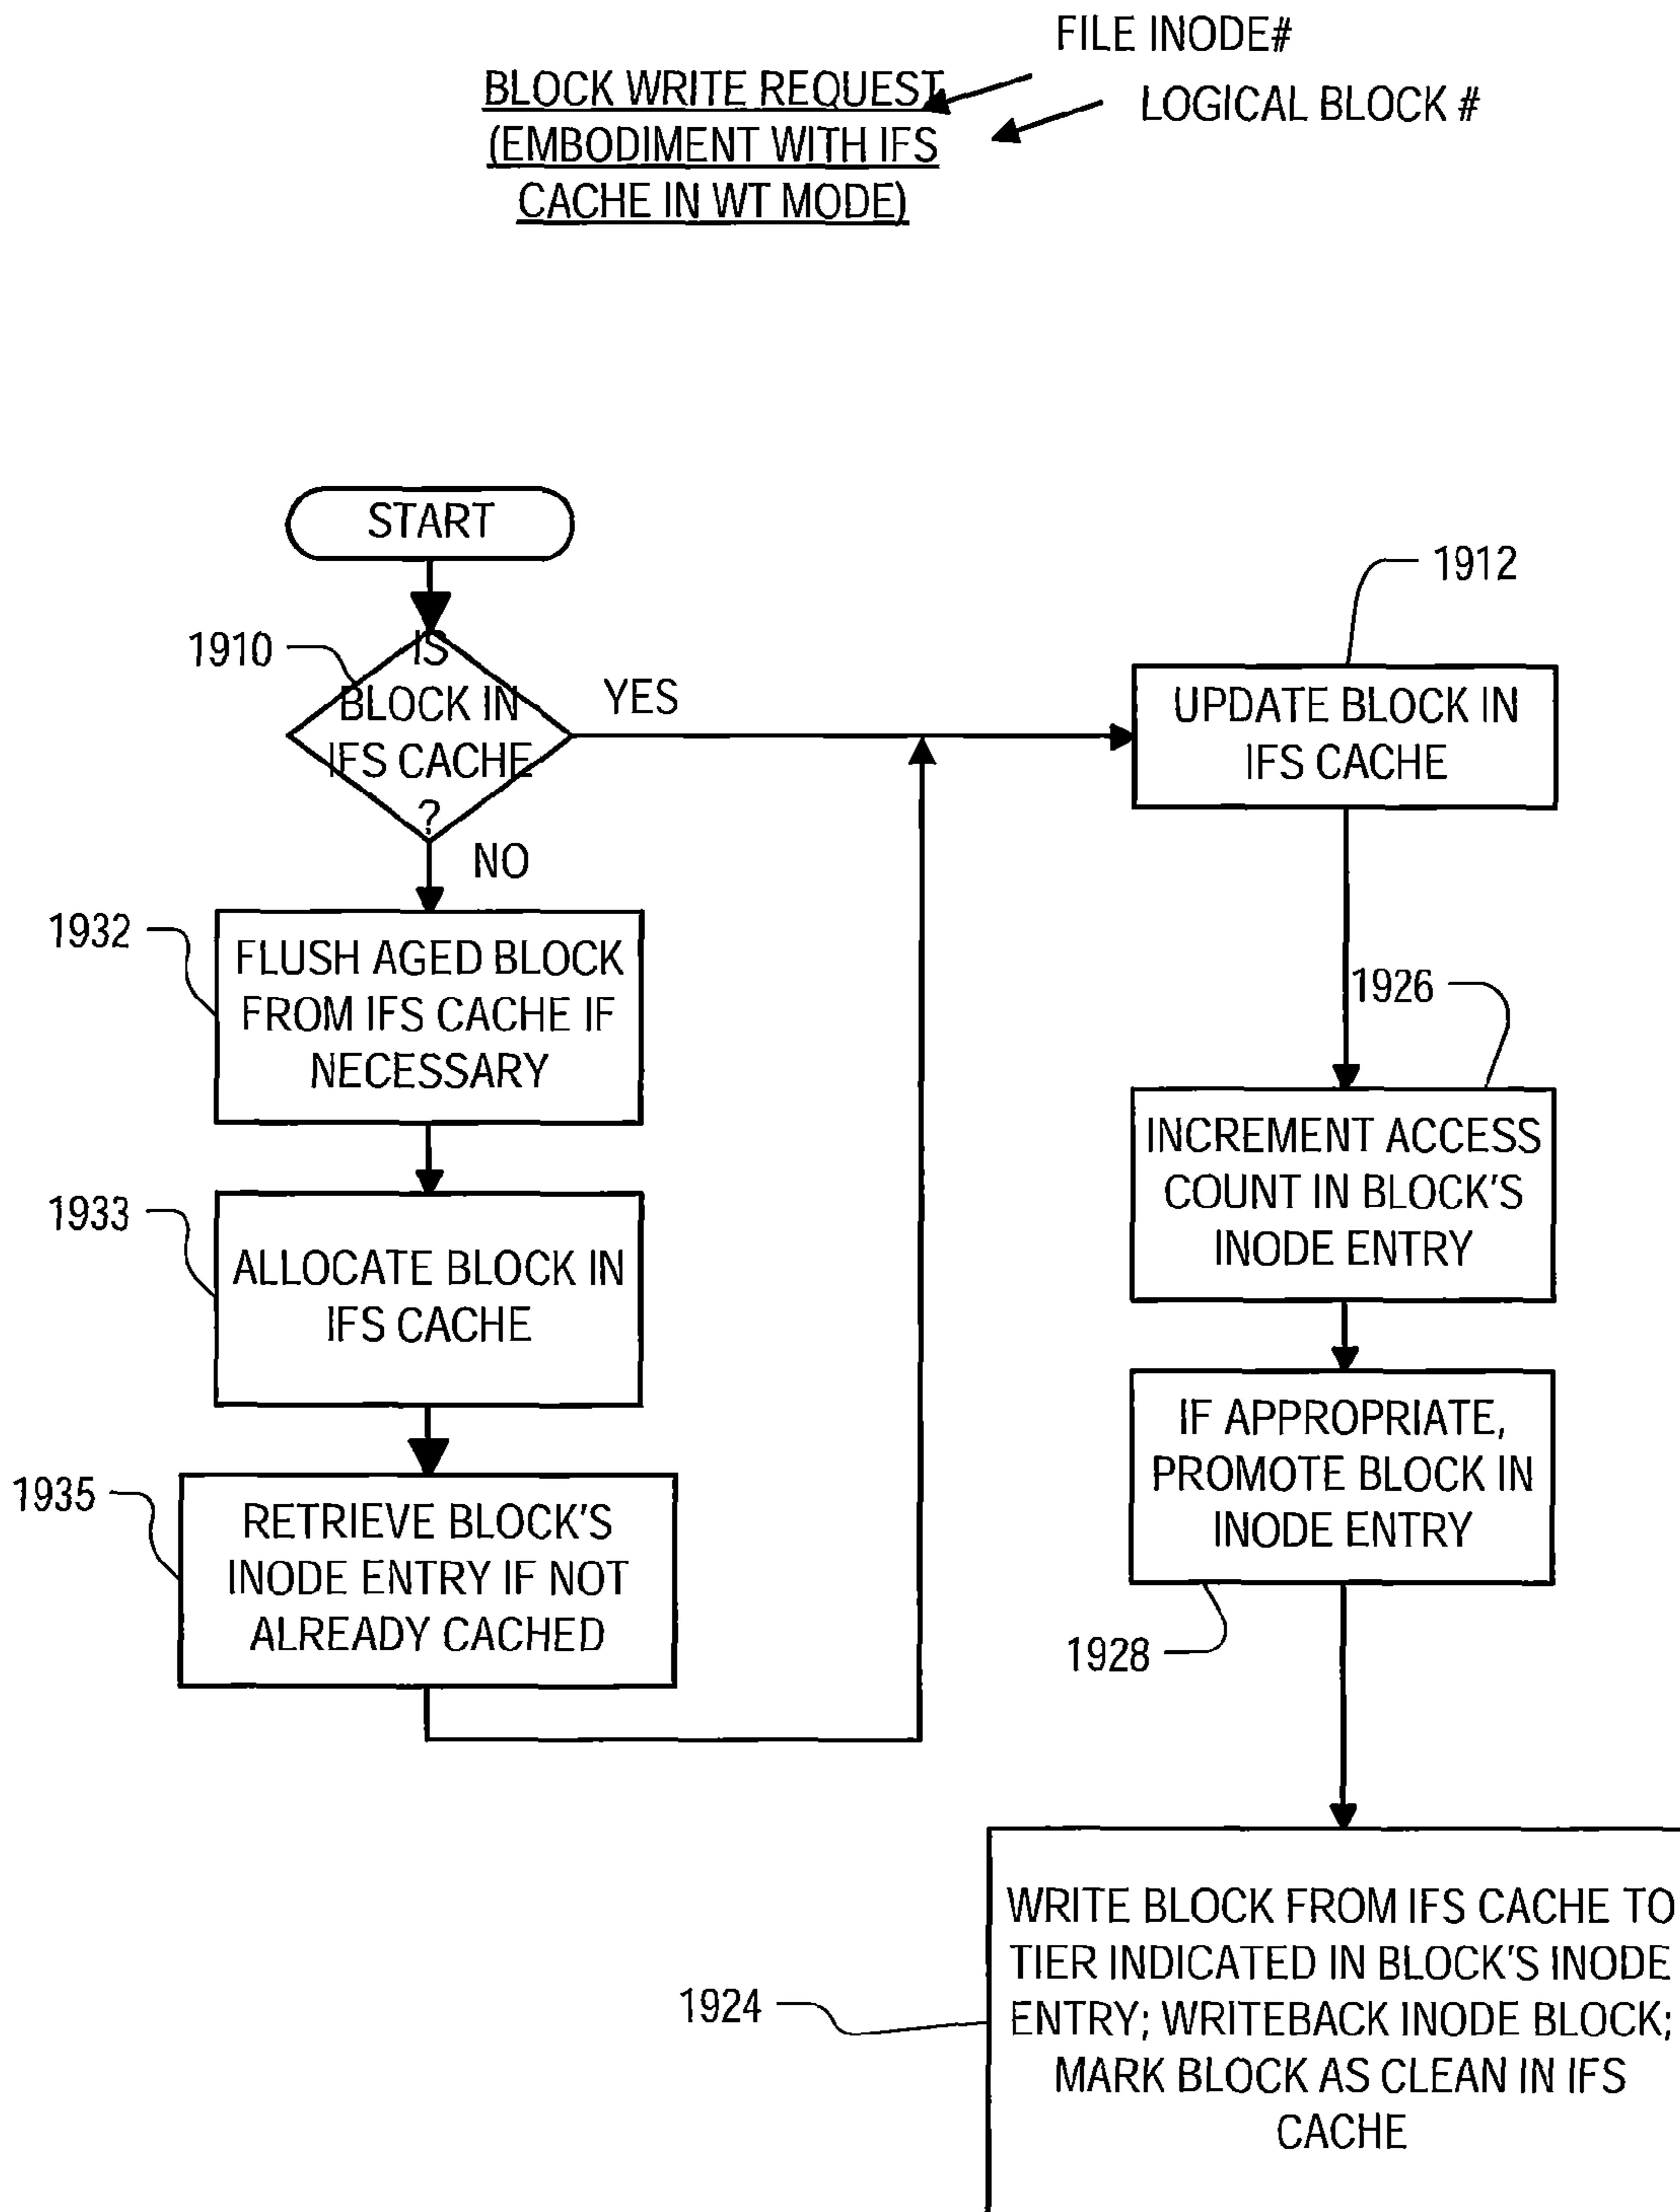 FILE INODE#
BLOCK WRITE REQUEST
LOGICAL BLOCK #
(EMBODIMENT WITH IFS
CACHE IN WT MODE)
START
1910
IS
BLOCK IN
IFS CACHE
?
YES
NO
1932
FLUSH AGED BLOCK
FROM IFS CACHE IF
NECESSARY
1933
ALLOCATE BLOCK IN
IFS CACHE
1935
RETRIEVE BLOCK'S
INODE ENTRY IF NOT
ALREADY CACHED
1912
UPDATE BLOCK IN
IFS CACHE
1926
INCREMENT ACCESS
COUNT IN BLOCK'S
INODE ENTRY
IF APPROPRIATE,
PROMOTE BLOCK IN
INODE ENTRY
1928
WRITE BLOCK FROM IFS CACHE TO
TIER INDICATED IN BLOCK'S INODE
ENTRY; WRITEBACK INODE BLOCK;
MARK BLOCK AS CLEAN IN IFS
CACHE
1924